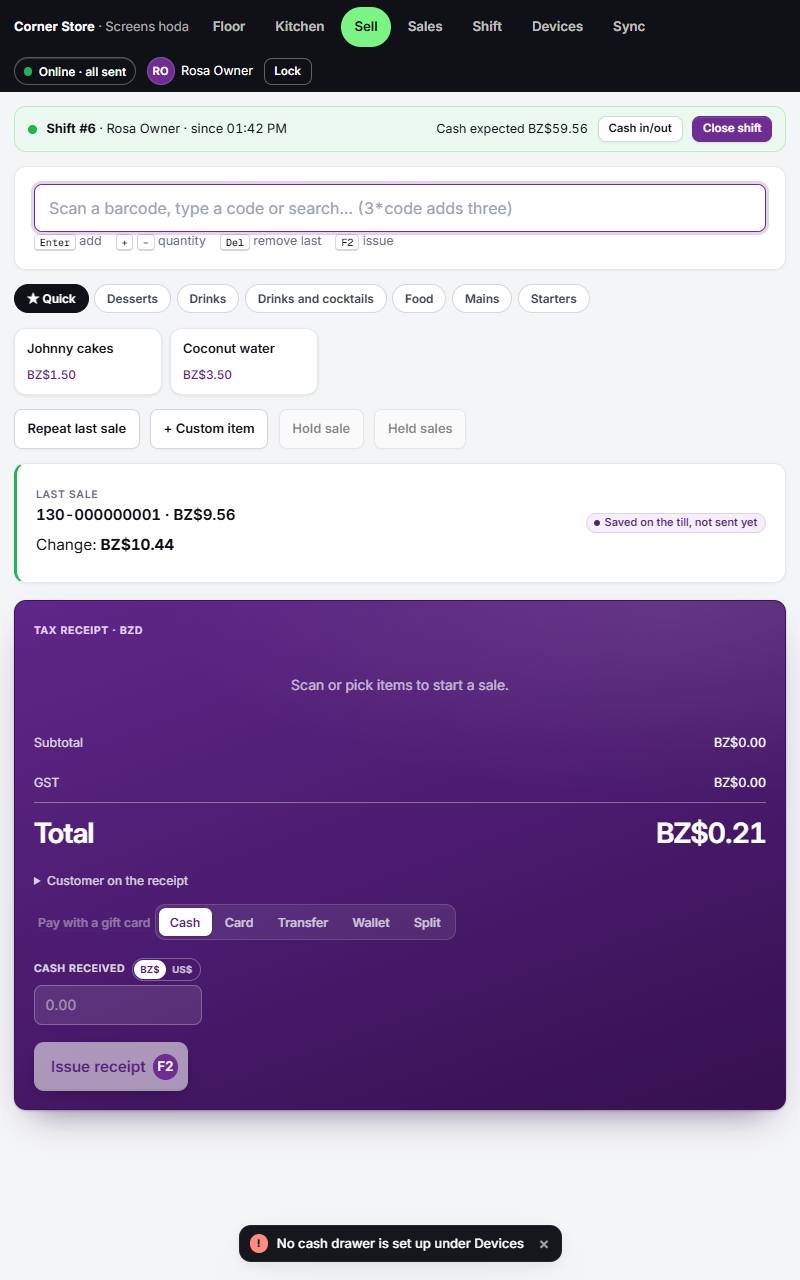 Corner Store · Screens hoda Floor Kitchen Sell Sales Shift Devices Sync
Online · all sent RO Rosa Owner Lock
Shift #6 · Rosa Owner · since 01:42 PM Cash expected BZ$59.56 Cash in/out Close shift
Scan a barcode, type a code or search... (3*code adds three)
Enter add + - quantity Del remove last F2 issue
★ Quick Desserts Drinks Drinks and cocktails Food Mains Starters
Johnny cakes Coconut water
BZ$1.50 BZ$3.50
Repeat last sale + Custom item Hold sale Held sales
LAST SALE
130-000000001 · BZ$9.56
Saved on the till, not sent yet
Change: BZ$10.44
TAX RECEIPT · BZD
Scan or pick items to start a sale.
Subtotal BZ$0.00
GST BZ$0.00
Total BZ$0.21
Customer on the receipt
Pay with a gift card Cash Card Transfer Wallet Split
CASH RECEIVED BZ$ US$
0.00
Issue receipt F2
! No cash drawer is set up under Devices ×